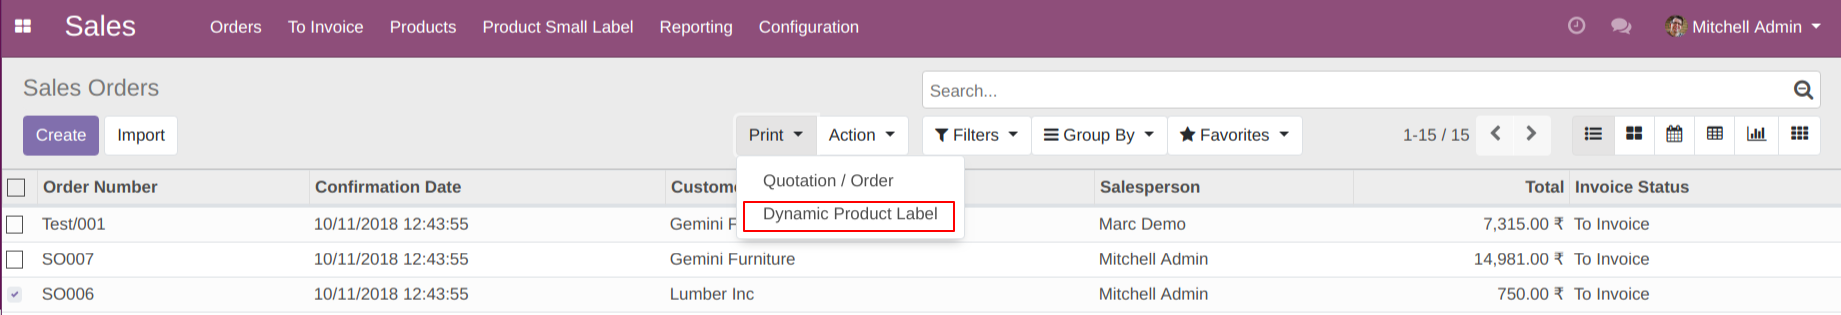 Sales Orders To Invoice Products Product Small Label Reporting Configuration Mitchell Admin
Sales Orders Search...
Create Import Print Action Filters Group By Favorites 1-15 / 15
Quotation / Order
Dynamic Product Label
Order Number Confirmation Date Custome Salesperson Total Invoice Status
Test/001 10/11/2018 12:43:55 Gemini F Marc Demo 7,315.00 ₹ To Invoice
SO007 10/11/2018 12:43:55 Gemini Furniture Mitchell Admin 14,981.00 ₹ To Invoice
SO006 10/11/2018 12:43:55 Lumber Inc Mitchell Admin 750.00 ₹ To Invoice